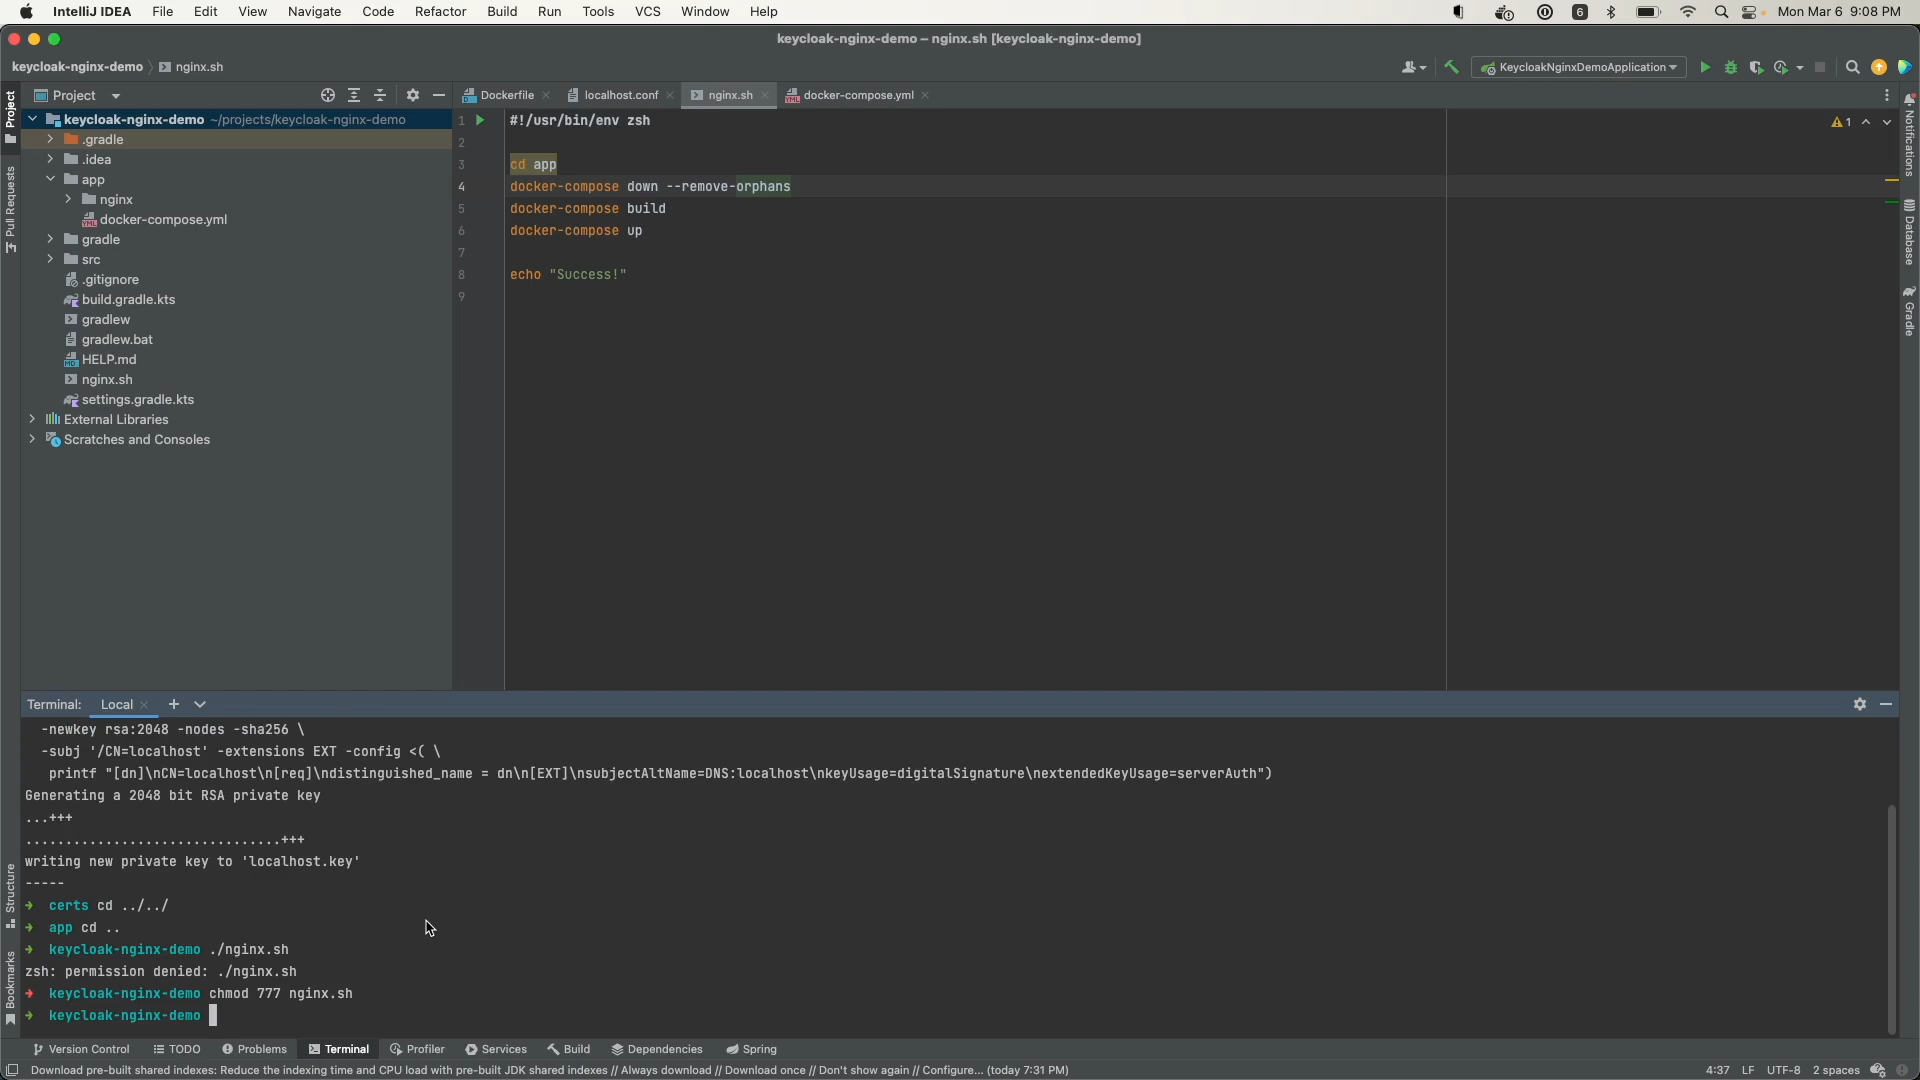 IntelliJ IDEA File Edit View Navigate Code Refactor Build Run Tools VCS Window Help 6 Mon Mar 6 9:08 PM
keycloak-nginx-demo – nginx.sh [keycloak-nginx-demo]
keycloak-nginx-demo nginx.sh KeycloakNginxDemoApplication
Project Dockerfile localhost.conf nginx.sh docker-compose.yml
Project
Pull Requests
Structure
Bookmarks
keycloak-nginx-demo ~/projects/keycloak-nginx-demo
.gradle
.idea
app
nginx
docker-compose.yml
gradle
src
.gitignore
build.gradle.kts
gradlew
gradlew.bat
HELP.md
nginx.sh
settings.gradle.kts
External Libraries
Scratches and Consoles
1 #!/usr/bin/env zsh
2
3 cd app
4 docker-compose down --remove-orphans
5 docker-compose build
6 docker-compose up
7
8 echo "Success!"
9
1
Notifications
Database
Gradle
Terminal: Local
-newkey rsa:2048 -nodes -sha256 \
-subj '/CN=localhost' -extensions EXT -config <( \
printf "[dn]\nCN=localhost\n[req]\ndistinguished_name = dn\n[EXT]\nsubjectAltName=DNS:localhost\nkeyUsage=digitalSignature\nextendedKeyUsage=serverAuth")
Generating a 2048 bit RSA private key
...+++
................................+++
writing new private key to 'localhost.key'
-----
➜ certs cd ../../
➜ app cd ..
➜ keycloak-nginx-demo ./nginx.sh
zsh: permission denied: ./nginx.sh
➜ keycloak-nginx-demo chmod 777 nginx.sh
➜ keycloak-nginx-demo
Version Control TODO Problems Terminal Profiler Services Build Dependencies Spring
Download pre-built shared indexes: Reduce the indexing time and CPU load with pre-built JDK shared indexes // Always download // Download once // Don't show again // Configure... (today 7:31 PM) 4:37 LF UTF-8 2 spaces